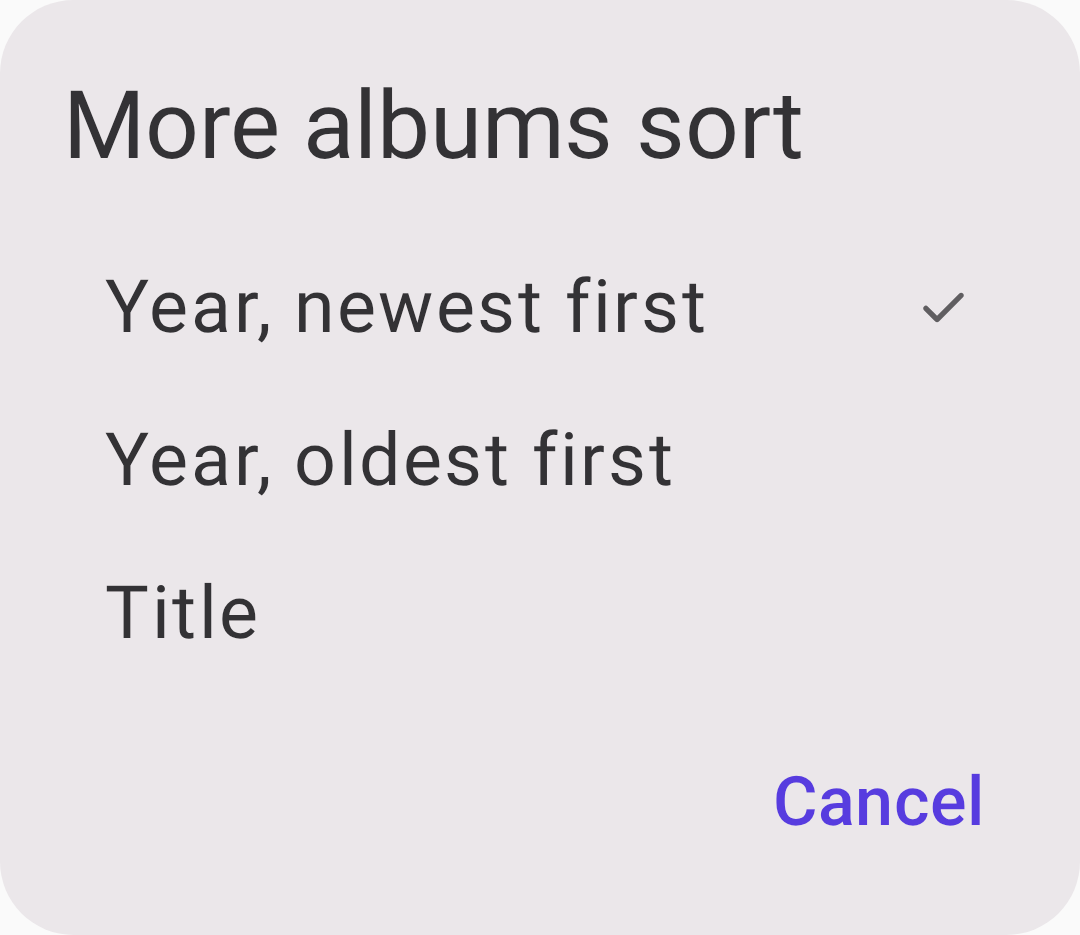 More albums sort
Year, newest first
Year, oldest first
Title
Cancel